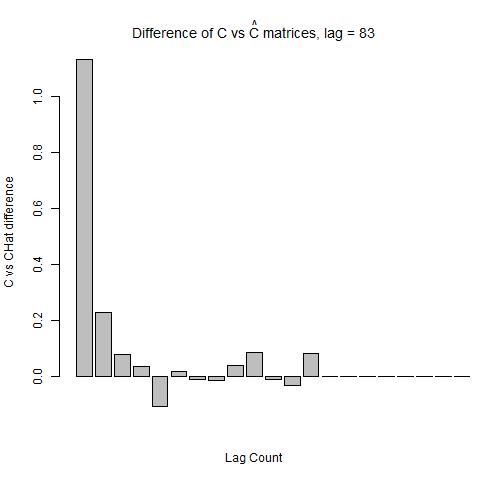 Difference of C vs Ĉ matrices, lag = 83
C vs CHat difference
1.0
0.8
0.6
0.4
0.2
0.0
Lag Count